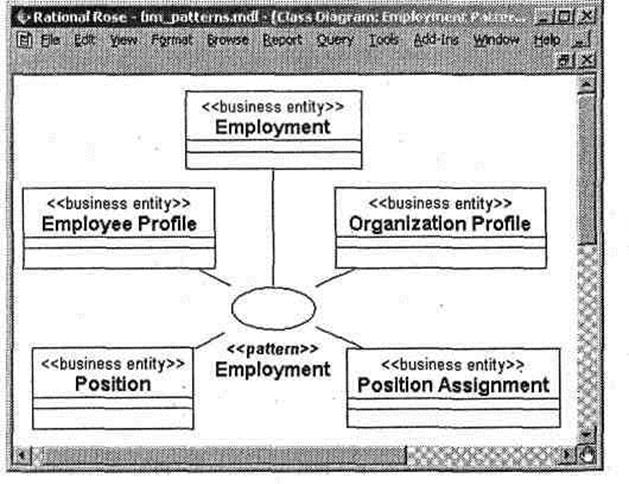 Rational Rose - bm_patterns.mdl - [Class Diagram: Employment Patter...
File Edit View Format Browse Report Query Tools Add-Ins Window Help
<<business entity>>
Employment
<<business entity>>
Employee Profile
<<business entity>>
Organization Profile
<<pattern>>
Employment
<<business entity>>
Position
<<business entity>>
Position Assignment